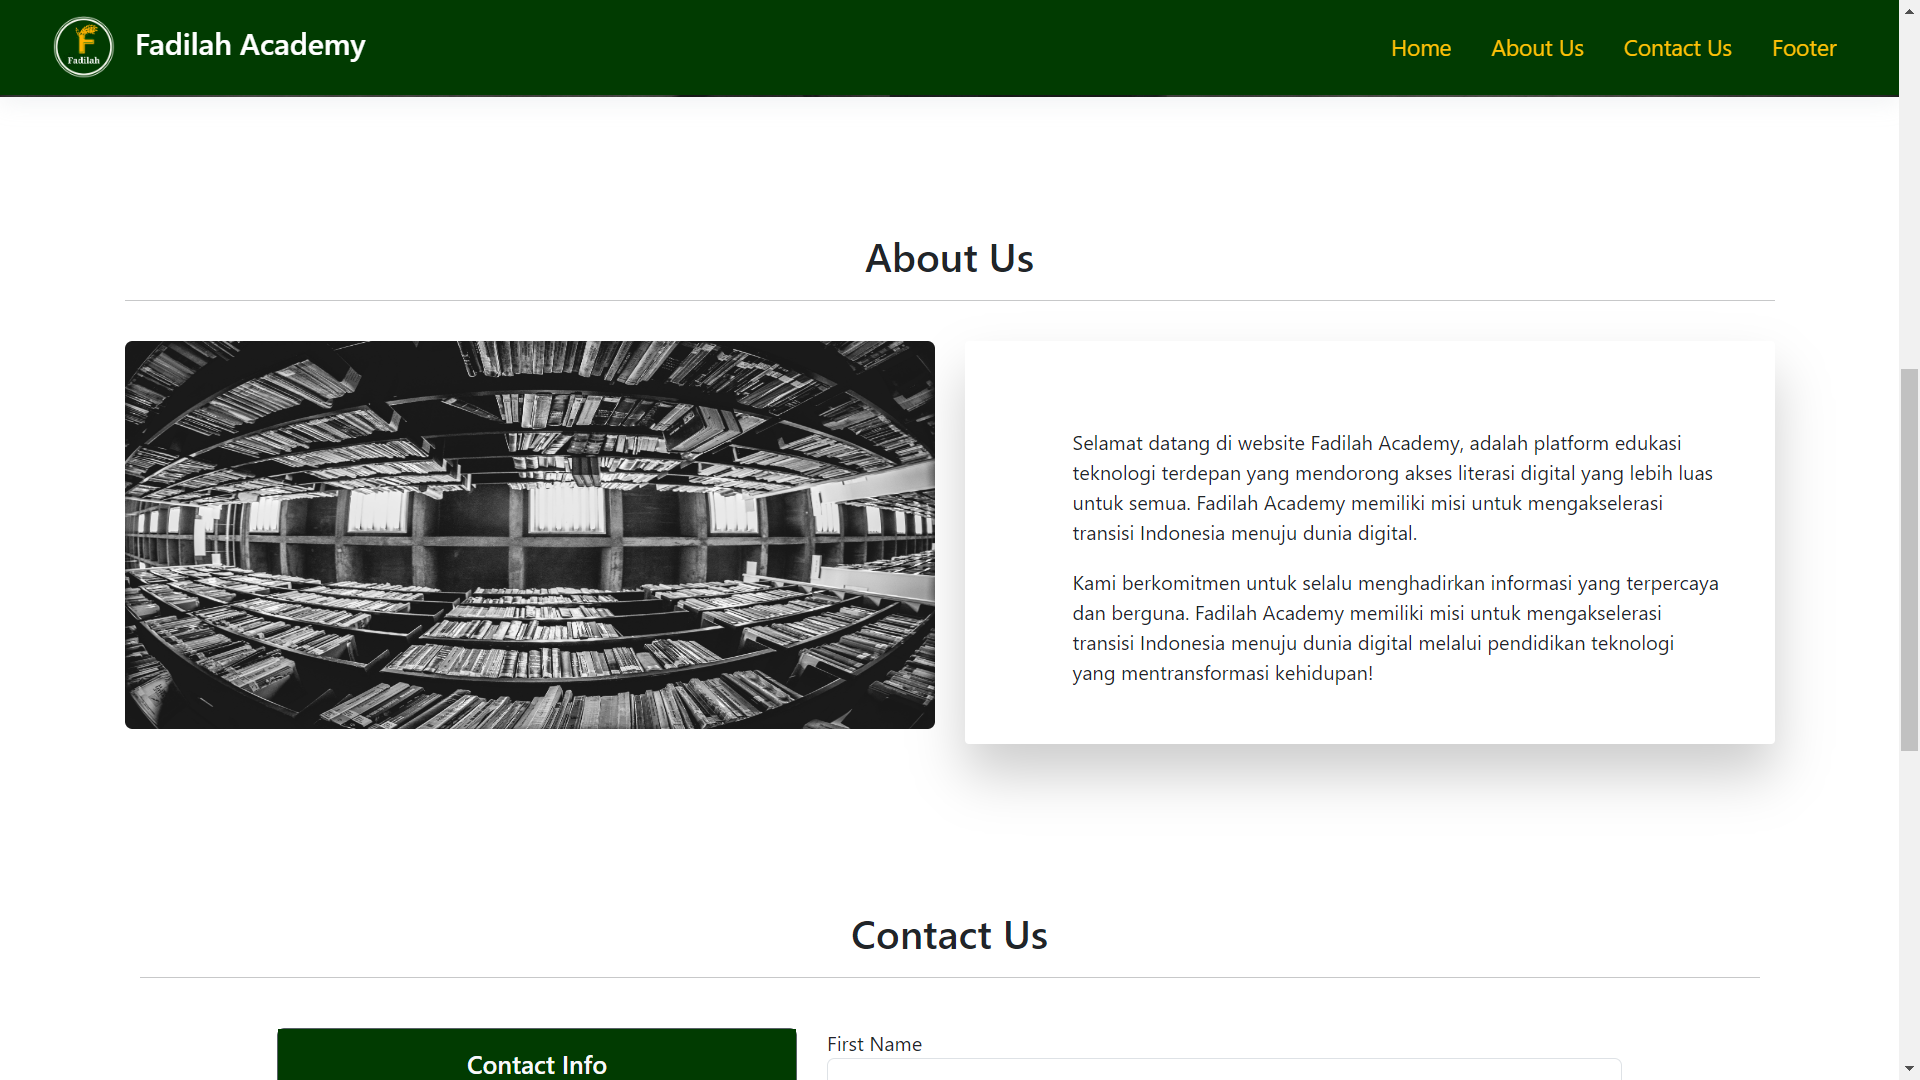 Fadilah
Fadilah Academy
Home
About Us
Contact Us
Footer
About Us
Selamat datang di website Fadilah Academy, adalah platform edukasi
teknologi terdepan yang mendorong akses literasi digital yang lebih luas
untuk semua. Fadilah Academy memiliki misi untuk mengakselerasi
transisi Indonesia menuju dunia digital.
Kami berkomitmen untuk selalu menghadirkan informasi yang terpercaya
dan berguna. Fadilah Academy memiliki misi untuk mengakselerasi
transisi Indonesia menuju dunia digital melalui pendidikan teknologi
yang mentransformasi kehidupan!
Contact Us
Contact Info
First Name